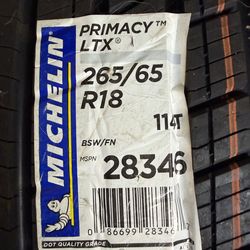 MICHELIN
PRIMACY™
LTX®
265/65
R18
114T
BSW/FN
MSPN 28346
DOT QUALITY GRADE
0 86699 28346